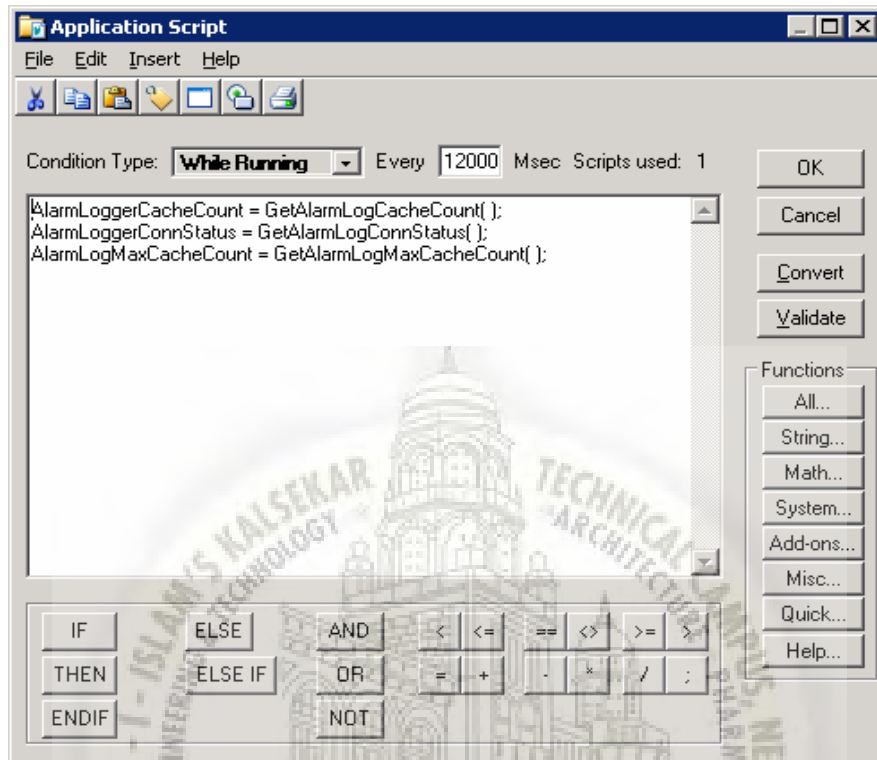 Application Script
File Edit Insert Help
Condition Type: While Running Every 12000 Msec Scripts used: 1
OK
AlarmLoggerCacheCount = GetAlarmLogCacheCount( );
AlarmLoggerConnStatus = GetAlarmLogConnStatus( );
AlarmLogMaxCacheCount = GetAlarmLogMaxCacheCount( );
Cancel
Convert
Validate
Functions
All...
String...
Math...
System...
Add-ons...
Misc...
Quick...
Help...
IF ELSE AND < <= == <> >= >
THEN ELSE IF OR = + - * / ;
ENDIF NOT
KALSEKAR TECHNICAL CAMPUS, NE